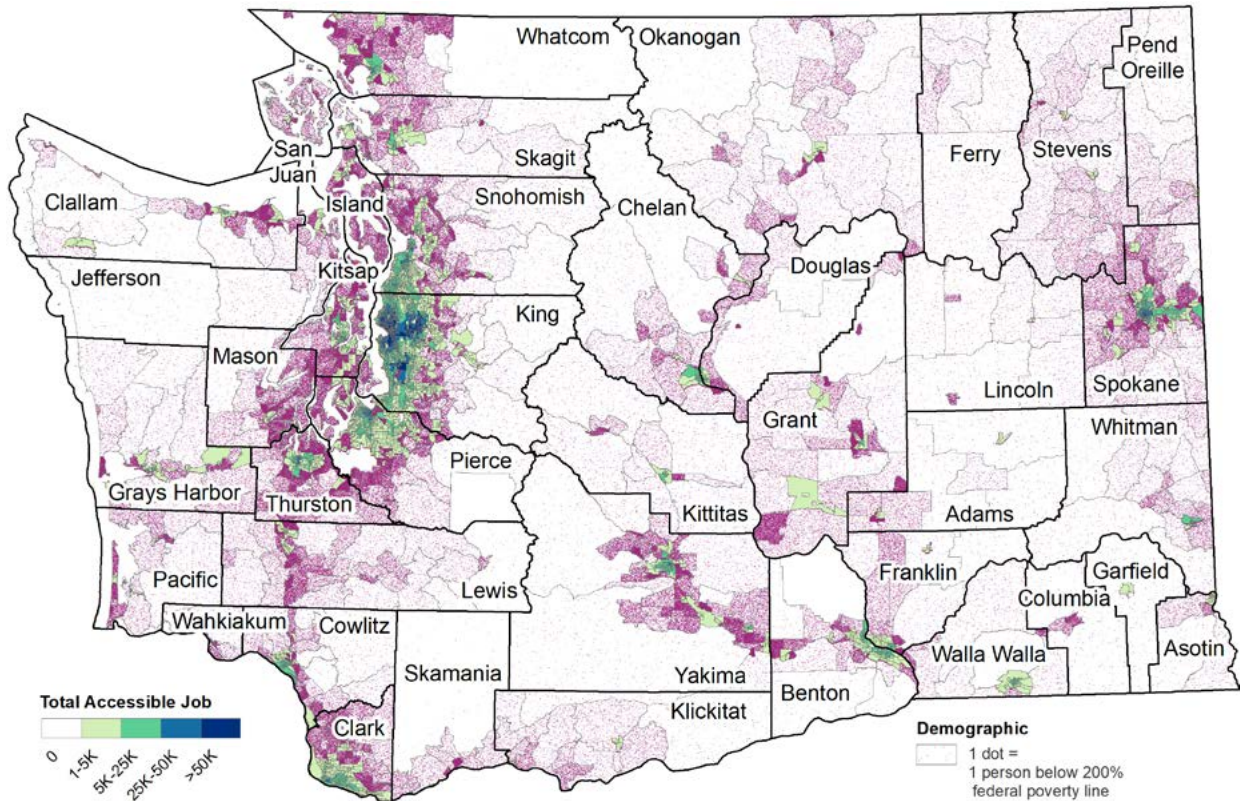 Whatcom
Okanogan
Pend
Oreille
San
Juan
Skagit
Ferry
Stevens
Clallam
Island
Snohomish
Chelan
Jefferson
Kitsap
Douglas
King
Mason
Lincoln
Spokane
Grant
Whitman
Grays Harbor
Thurston
Pierce
Kittitas
Adams
Pacific
Lewis
Franklin
Garfield
Columbia
Wahkiakum
Cowlitz
Skamania
Yakima
Walla Walla
Asotin
Benton
Clark
Klickitat
Total Accessible Job
0
1-5K
5K-25K
25K-50K
>50K
Demographic
1 dot =
1 person below 200%
federal poverty line